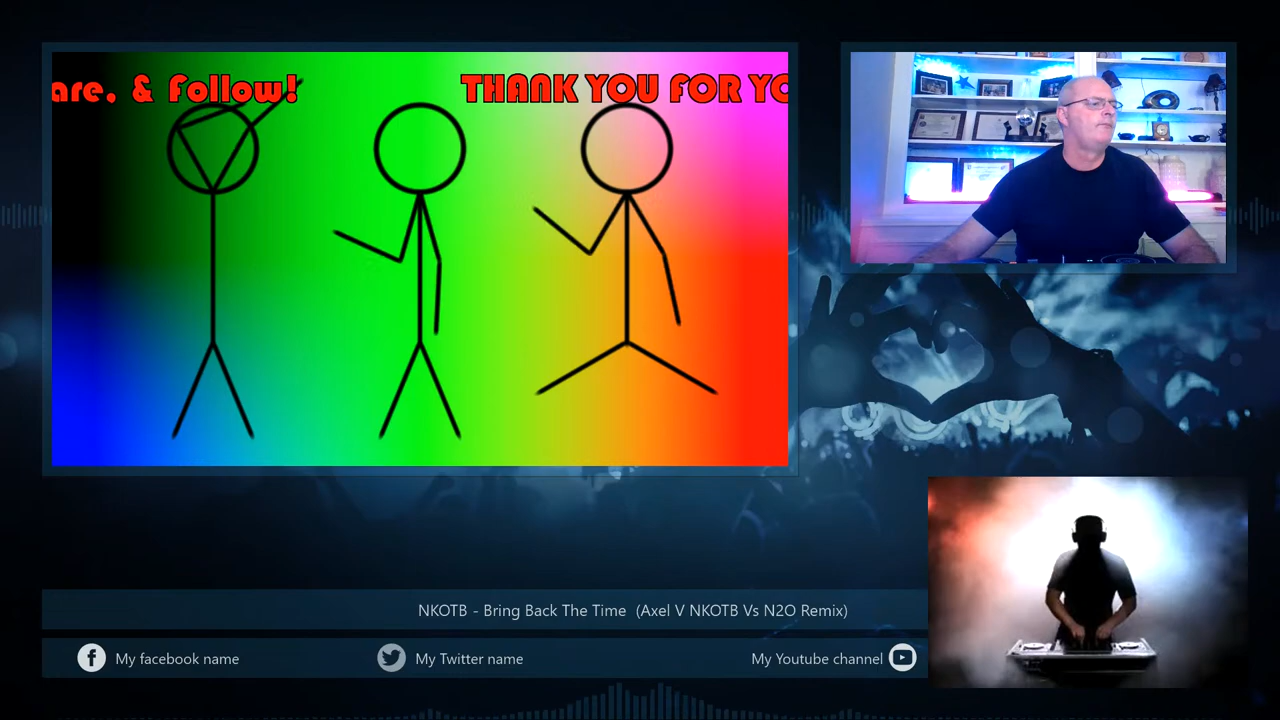 are, & Follow!
THANK YOU FOR YO
NKOTB - Bring Back The Time (Axel V NKOTB Vs N2O Remix)
My facebook name
My Twitter name
My Youtube channel